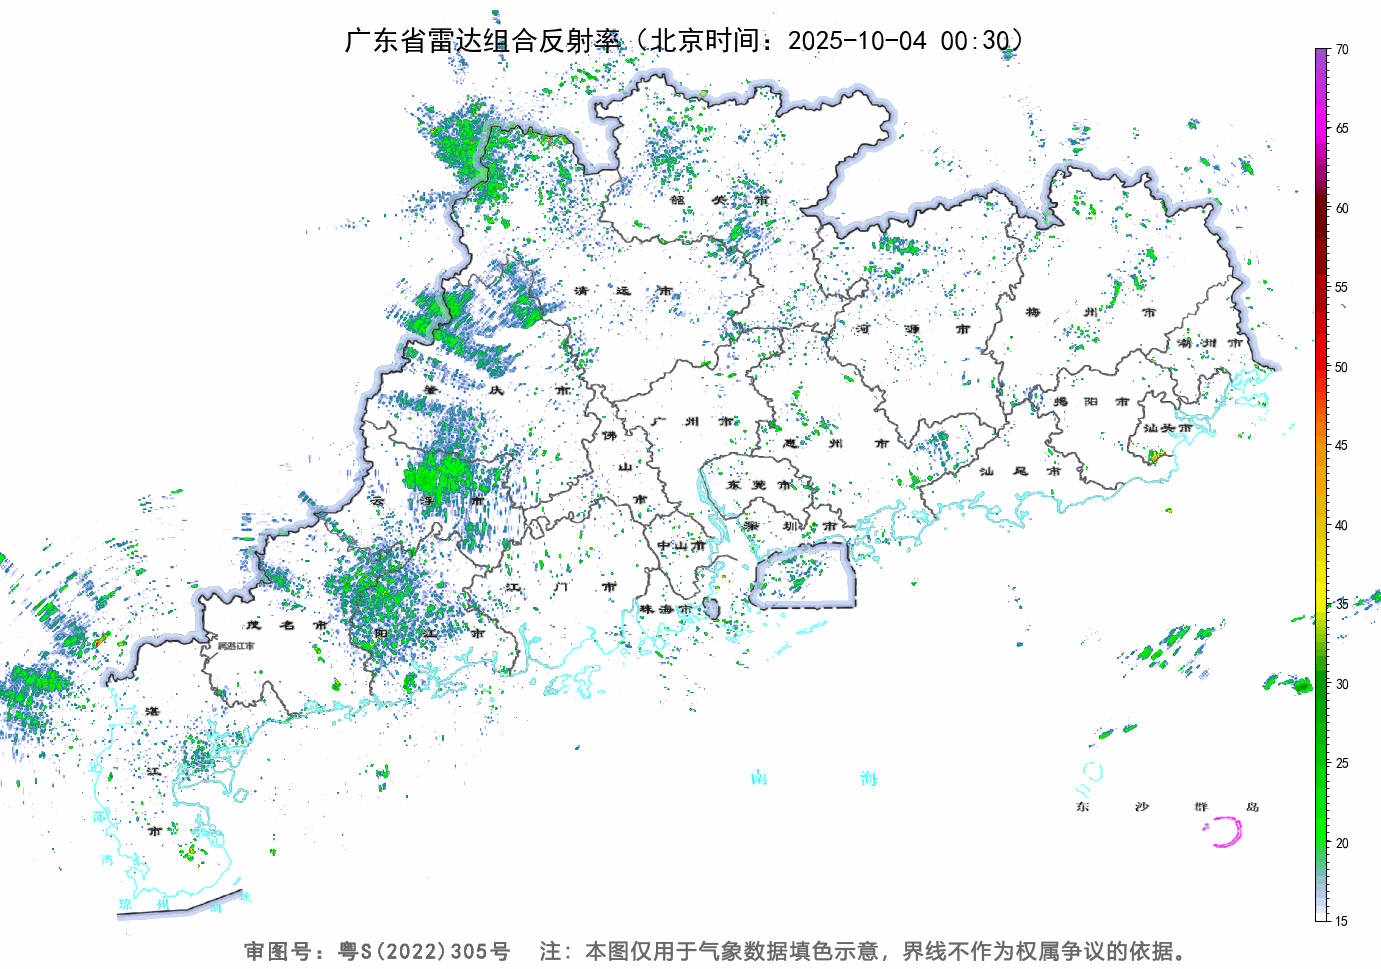 广东省雷达组合反射率（北京时间：2025-10-04 00:30）
70
65
60
55
50
45
40
35
30
25
20
15
韶 关 市
清 远 市
河 源 市
梅 州 市
潮 州 市
肇 庆 市
揭 阳 市
汕头市
广 州 市
佛 山 市
惠 州 市
汕 尾 市
东 莞 市
云 浮 市
深 圳 市
中山市
江 门 市
珠海市
茂 名 市
阳 江 市
属湛江市
湛 江 市
北 部 湾
琼 州 海 峡
南 海
东 沙 群 岛
审图号：粤S(2022)305号 注：本图仅用于气象数据填色示意，界线不作为权属争议的依据。